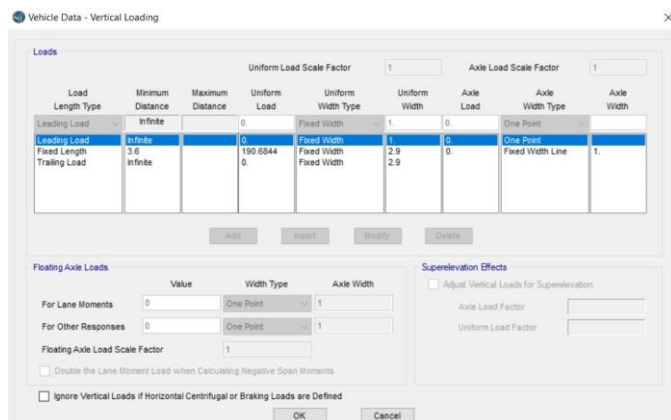 Vehicle Data - Vertical Loading
Loads
Uniform Load Scale Factor 1 Axle Load Scale Factor 1
Load Minimum Maximum Uniform Uniform Uniform Axle Axle Axle
Length Type Distance Distance Load Width Type Width Load Width Type Width
Leading Load Infinite 0. Fixed Width 1. 0. One Point
Leading Load Infinite 0. Fixed Width 1. 0. One Point
Fixed Length 3.6 190.6844 Fixed Width 2.9 0. Fixed Width Line 1.
Trailing Load Infinite 0. Fixed Width 2.9
Add Insert Modify Delete
Floating Axle Loads Superelevation Effects
Value Width Type Axle Width Adjust Vertical Loads for Superelevation
For Lane Moments 0 One Point 1 Axle Load Factor
For Other Responses 0 One Point 1 Uniform Load Factor
Floating Axle Load Scale Factor 1
Double the Lane Moment Load when Calculating Negative Span Moments
Ignore Vertical Loads if Horizontal Centrifugal or Braking Loads are Defined
OK Cancel